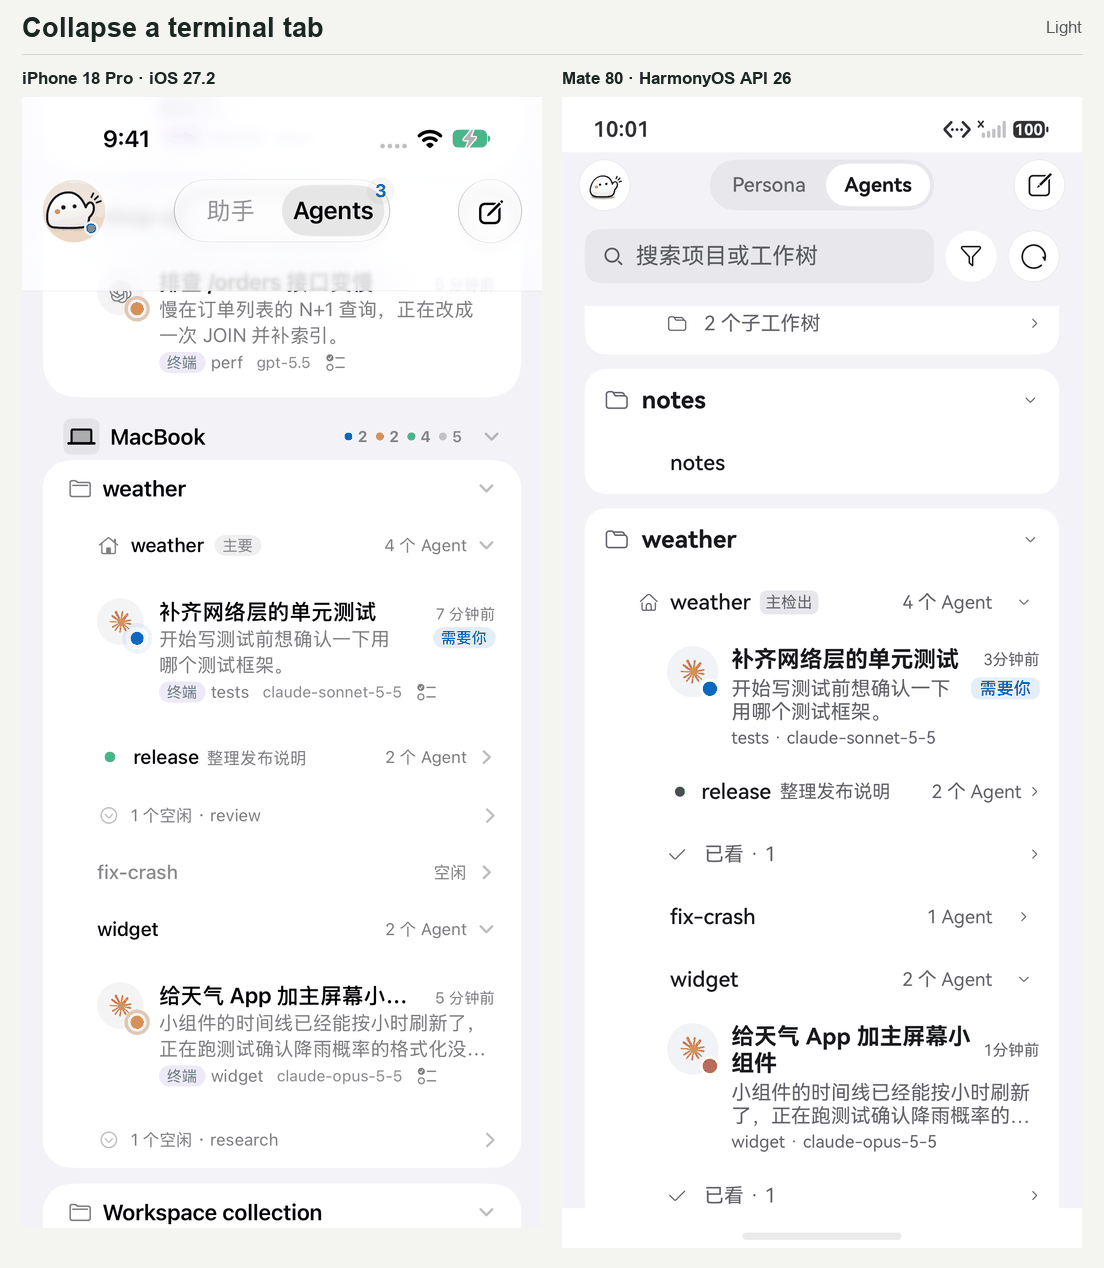 Collapse a terminal tab
Light
iPhone 18 Pro · iOS 27.2
9:41
助手
Agents
3
排查 /orders 接口变慢
6 分钟前
慢在订单列表的 N+1 查询，正在改成
一次 JOIN 并补索引。
终端 perf gpt-5.5
MacBook
2 2 4 5
weather
weather 主要 4 个 Agent
补齐网络层的单元测试 7 分钟前
开始写测试前想确认一下用 需要你
哪个测试框架。
终端 tests claude-sonnet-5-5
release 整理发布说明 2 个 Agent
1 个空闲 · review
fix-crash 空闲
widget 2 个 Agent
给天气 App 加主屏幕小... 5 分钟前
小组件的时间线已经能按小时刷新了，
正在跑测试确认降雨概率的格式化没...
终端 widget claude-opus-5-5
1 个空闲 · research
Workspace collection
Mate 80 · HarmonyOS API 26
10:01
100
Persona Agents
搜索项目或工作树
2 个子工作树
notes
notes
weather
weather 主检出 4 个 Agent
补齐网络层的单元测试 3分钟前
开始写测试前想确认一下 需要你
用哪个测试框架。
tests · claude-sonnet-5-5
release 整理发布说明 2 个 Agent
已看 · 1
fix-crash 1 Agent
widget 2 个 Agent
给天气 App 加主屏幕小
组件
1分钟前
小组件的时间线已经能按小时刷新
了，正在跑测试确认降雨概率的...
widget · claude-opus-5-5
已看 · 1